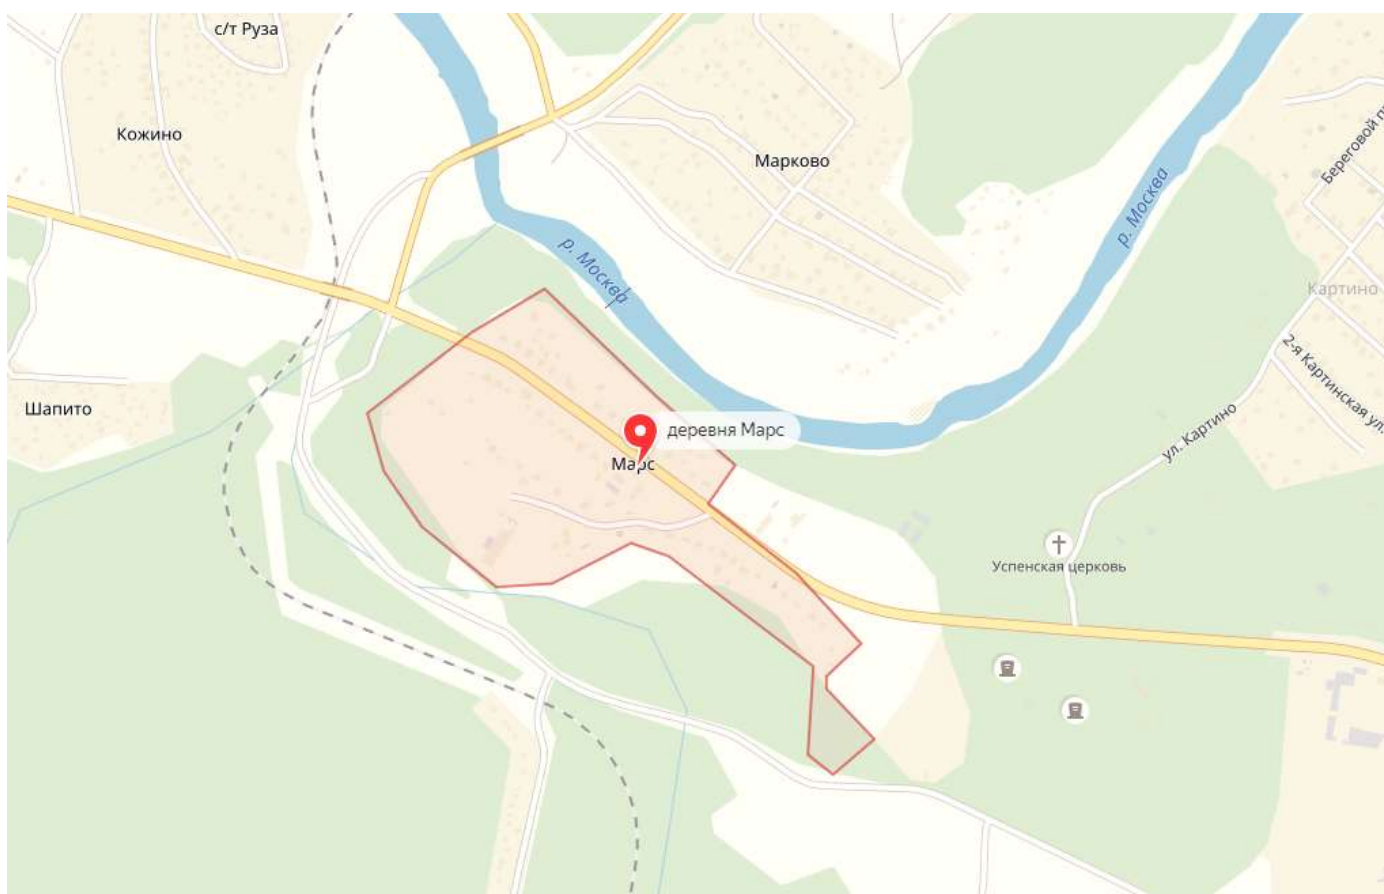 с/т Руза
Кожино
Марково
р. Москва
р. Москва
Береговой
Картино
Шапито
2-я Картинская ул.
ул. Картино
деревня Марс
Марс
Успенская церковь